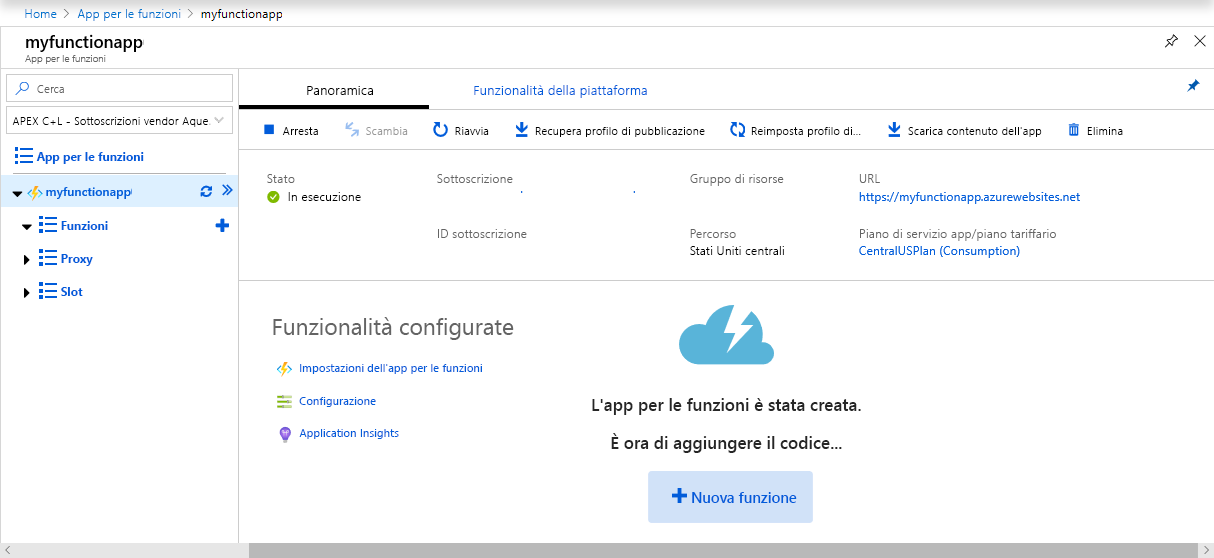 Home > App per le funzioni > myfunctionapp
myfunctionapp
App per le funzioni
Cerca
APEX C+L - Sottoscrizioni vendor Aque.
App per le funzioni
myfunctionapp
Funzioni
Proxy
Slot
Panoramica
Funzionalità della piattaforma
Arresta
Scambia
Riavvia
Recupera profilo di pubblicazione
Reimposta profilo di...
Scarica contenuto dell'app
Elimina
Stato
In esecuzione
Sottoscrizione
ID sottoscrizione
Gruppo di risorse
Percorso
Stati Uniti centrali
URL
https://myfunctionapp.azurewebsites.net
Piano di servizio app/piano tariffario
CentralUSPlan (Consumption)
Funzionalità configurate
Impostazioni dell'app per le funzioni
Configurazione
Application Insights
L'app per le funzioni è stata creata.
È ora di aggiungere il codice...
Nuova funzione